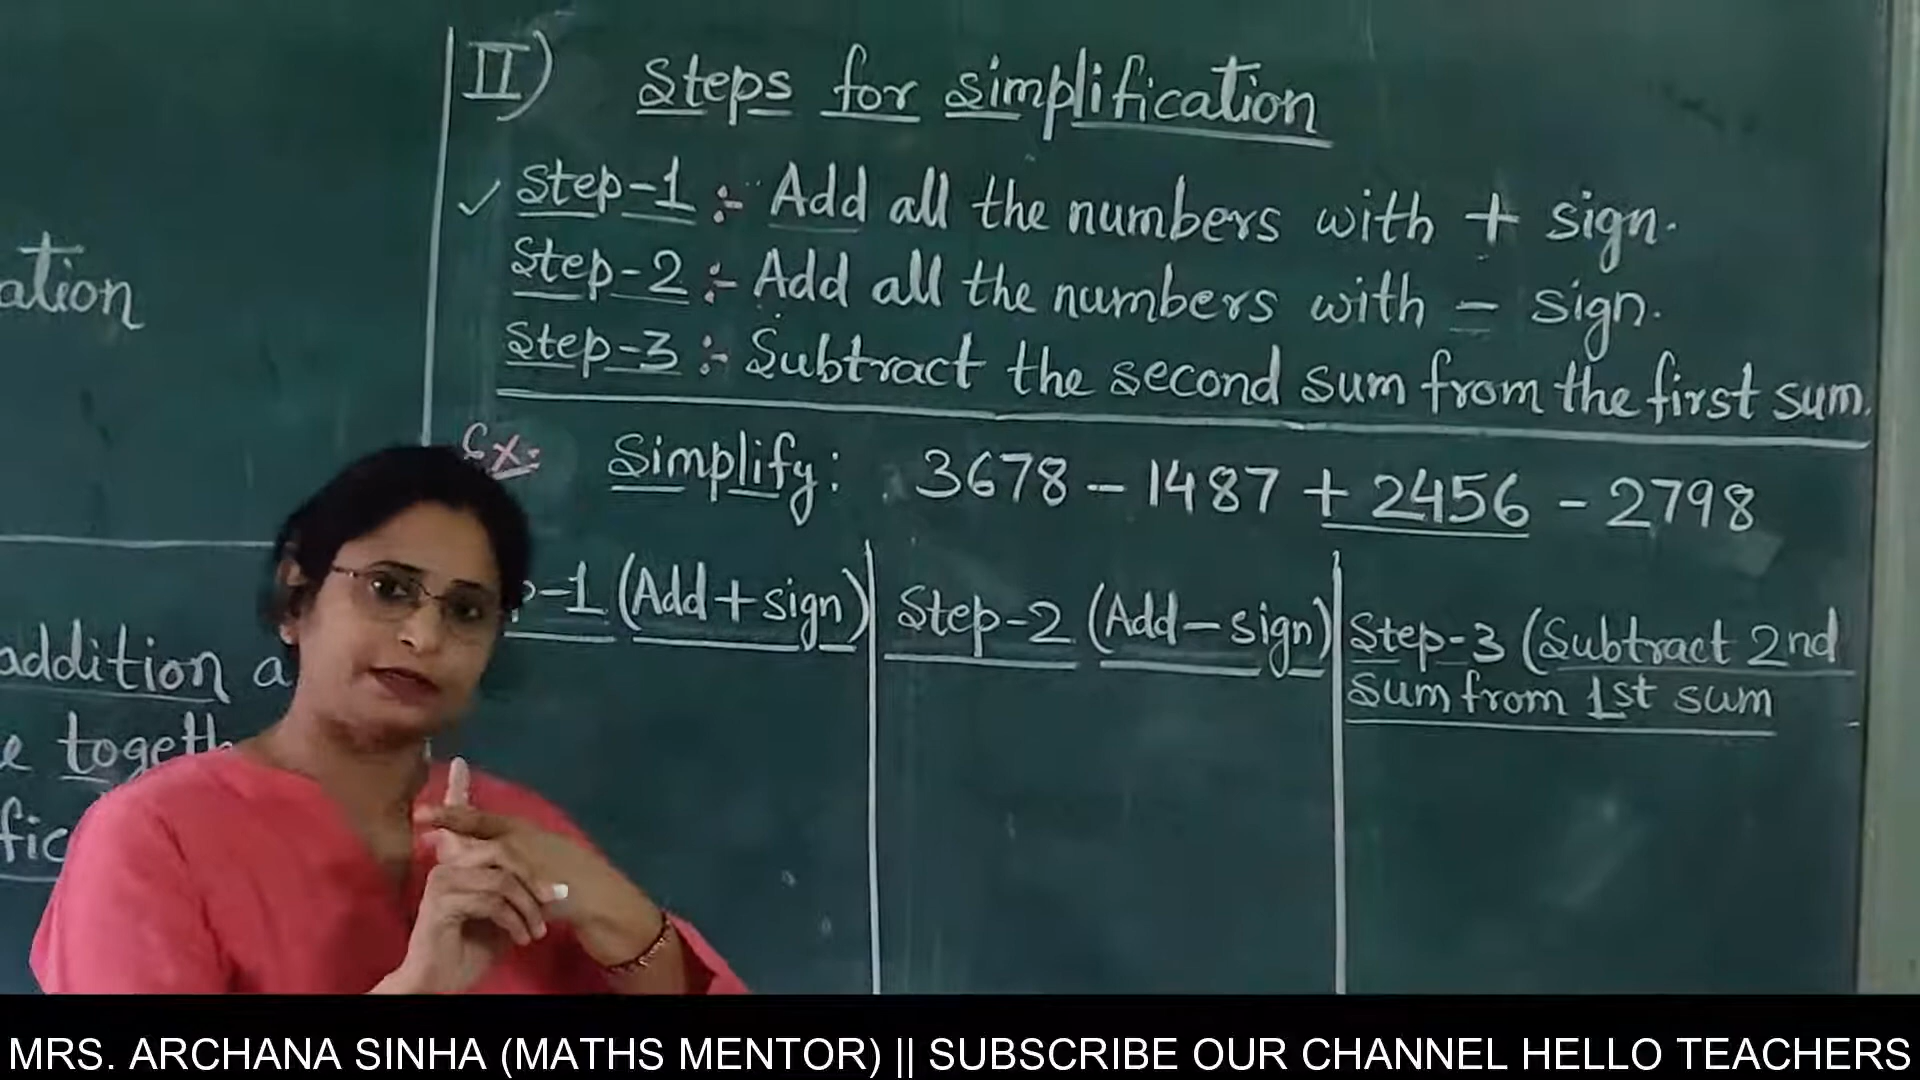 II) Steps for simplification
Step-1 :- Add all the numbers with + sign.
Step-2 :- Add all the numbers with - sign.
Step-3 :- Subtract the second sum from the first sum.
Ex:
Simplify: 3678 - 1487 + 2456 - 2798
-1 (Add + sign)
Step-2 (Add - sign)
Step-3 (Subtract 2nd
sum from 1st sum
ation
addition a
e togeth
fic
MRS. ARCHANA SINHA (MATHS MENTOR) || SUBSCRIBE OUR CHANNEL HELLO TEACHERS